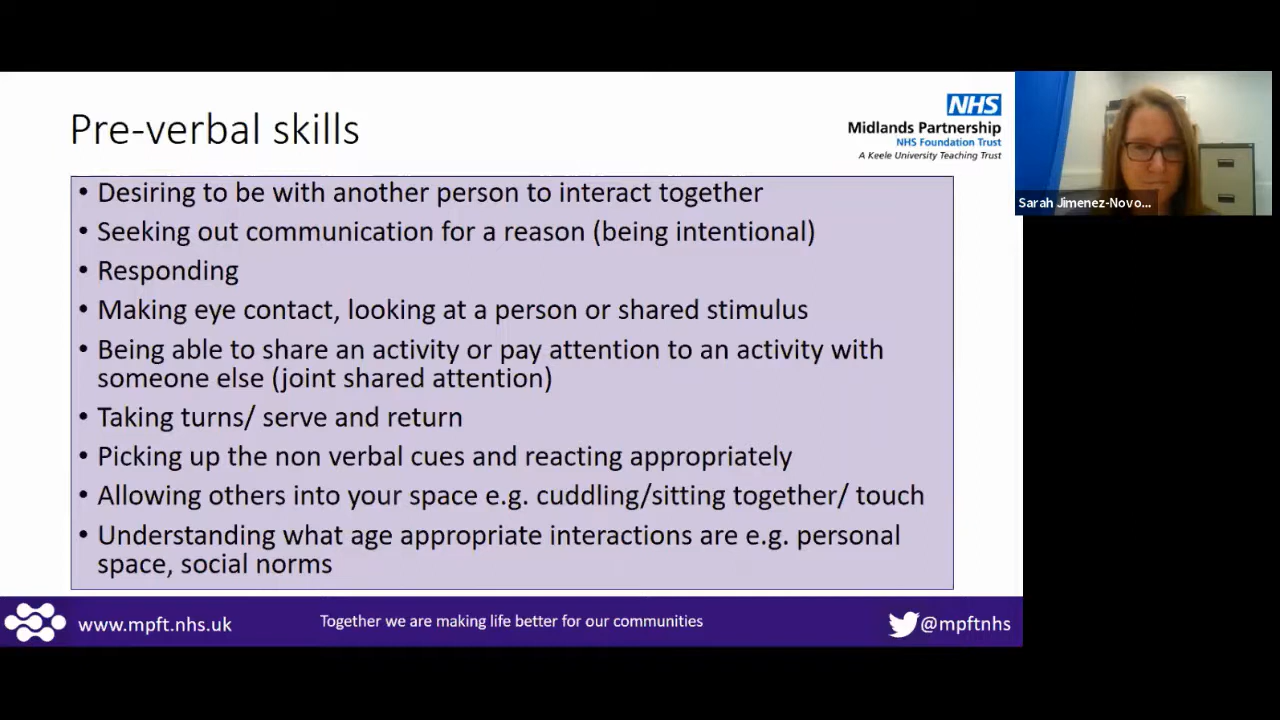 Pre-verbal skills
NHS
Midlands Partnership
NHS Foundation Trust
A Keele University Teaching Trust
Sarah Jimenez-Novo...
• Desiring to be with another person to interact together
• Seeking out communication for a reason (being intentional)
• Responding
• Making eye contact, looking at a person or shared stimulus
• Being able to share an activity or pay attention to an activity with
someone else (joint shared attention)
• Taking turns/ serve and return
• Picking up the non verbal cues and reacting appropriately
• Allowing others into your space e.g. cuddling/sitting together/ touch
• Understanding what age appropriate interactions are e.g. personal
space, social norms
www.mpft.nhs.uk
Together we are making life better for our communities
@mpftnhs